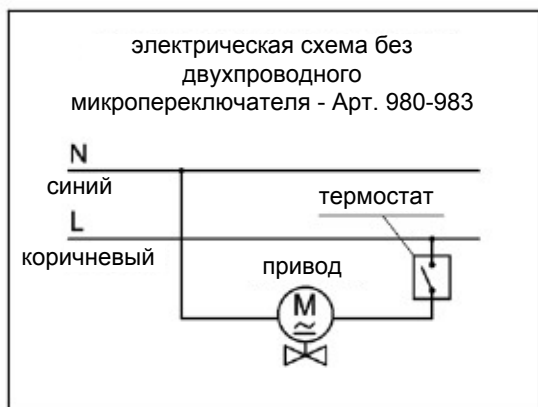 электрическая схема без
двухпроводного
микропереключателя - Арт. 980-983
N
синий
термостат
L
коричневый
привод
M